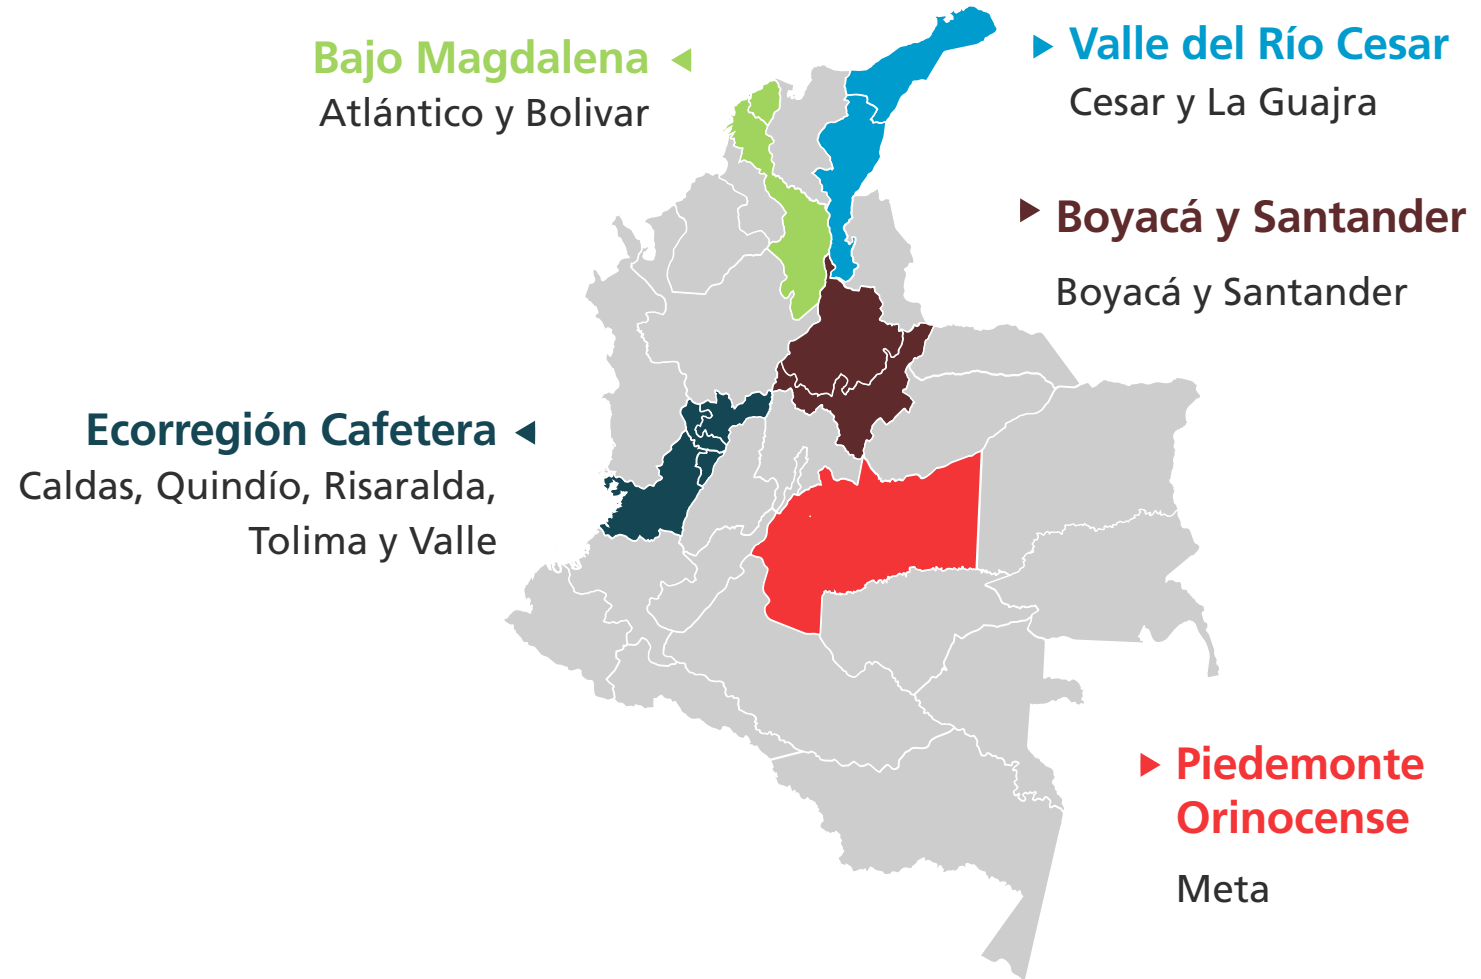 Bajo Magdalena
Atlántico y Bolivar
Valle del Río Cesar
Cesar y La Guajra
Boyacá y Santander
Boyacá y Santander
Ecorregión Cafetera
Caldas, Quindío, Risaralda,
Tolima y Valle
Piedemonte
Orinocense
Meta